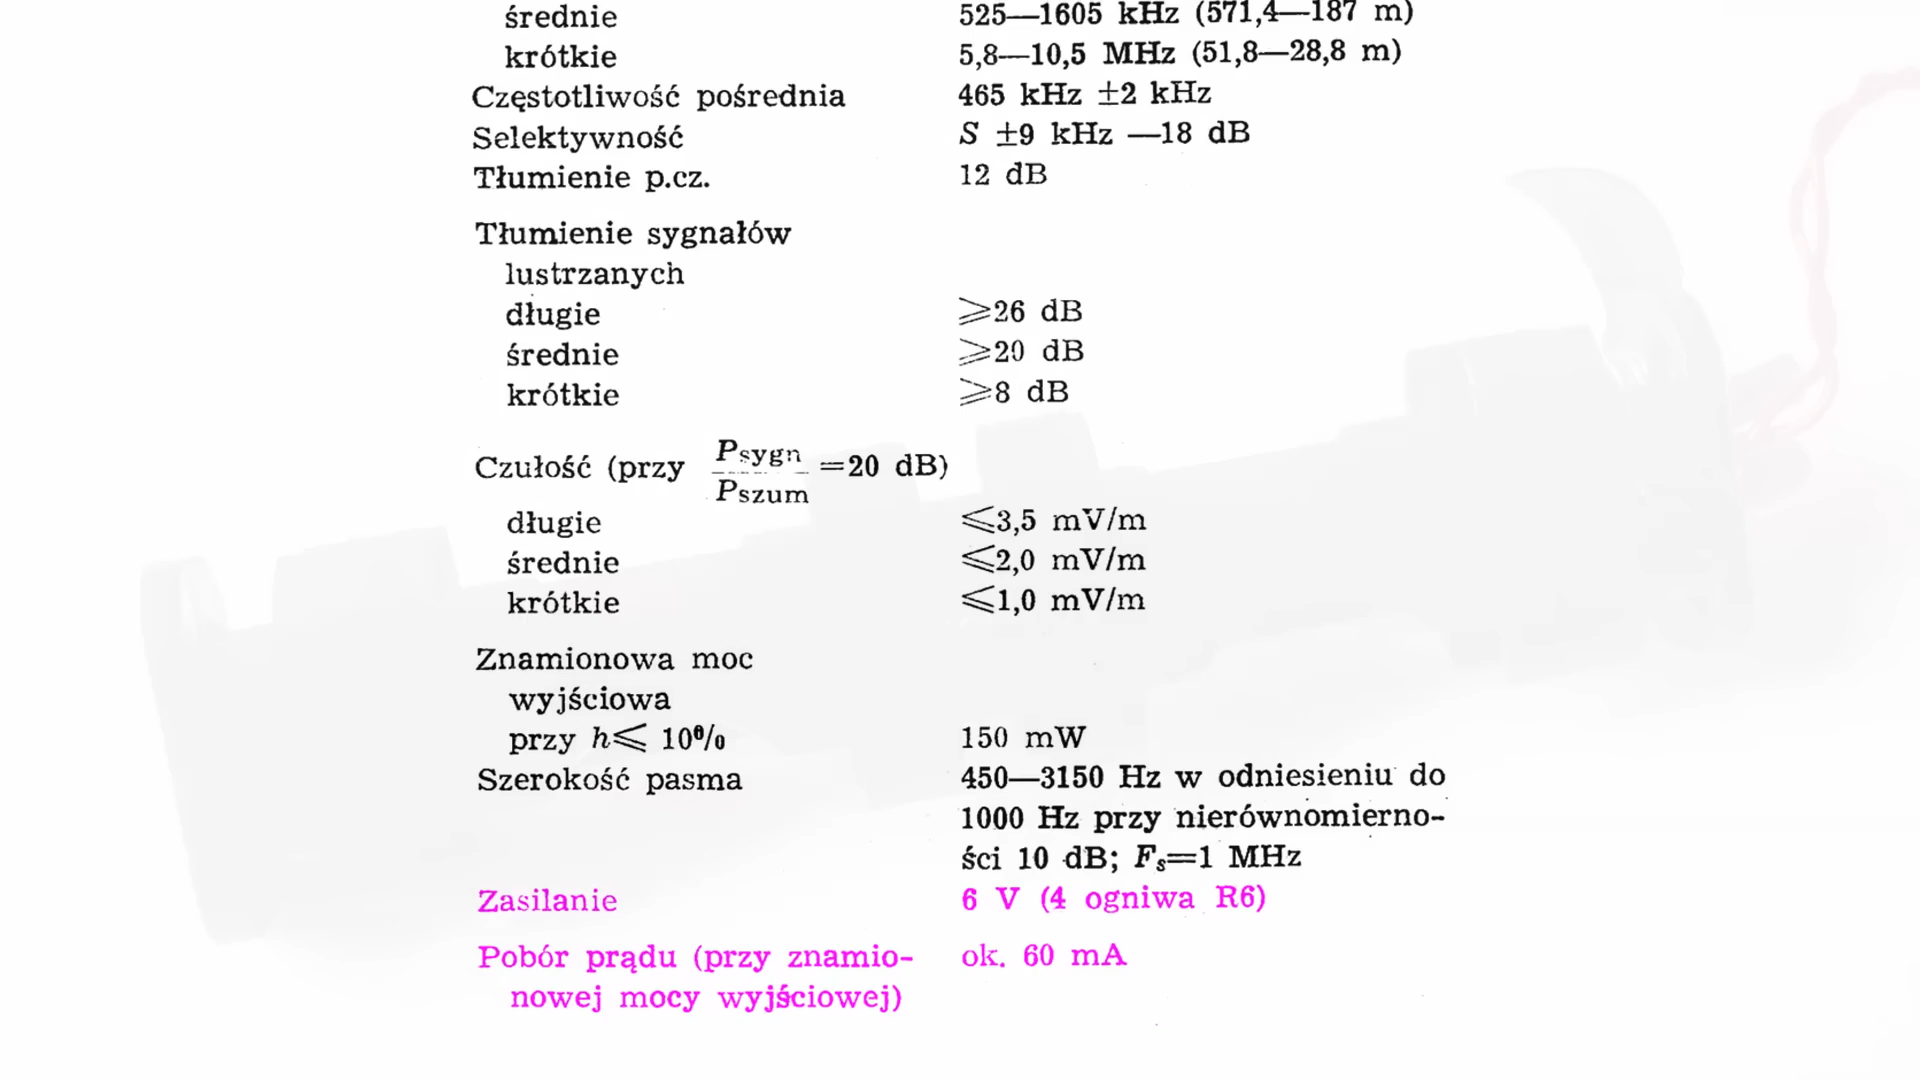 średnie 525—1605 kHz (571,4—187 m)
krótkie 5,8—10,5 MHz (51,8—28,8 m)
Częstotliwość pośrednia 465 kHz ±2 kHz
Selektywność S ±9 kHz —18 dB
Tłumienie p.cz. 12 dB
Tłumienie sygnałów
lustrzanych
długie ⩾26 dB
średnie ⩾20 dB
krótkie ⩾8 dB
Czułość (przy Psygn/Pszum =20 dB)
długie ⩽3,5 mV/m
średnie ⩽2,0 mV/m
krótkie ⩽1,0 mV/m
Znamionowa moc
wyjściowa
przy h⩽ 10% 150 mW
Szerokość pasma 450—3150 Hz w odniesieniu do
1000 Hz przy nierównomierno-
ści 10 dB; Fs=1 MHz
Zasilanie 6 V (4 ogniwa R6)
Pobór prądu (przy znamio- ok. 60 mA
nowej mocy wyjściowej)